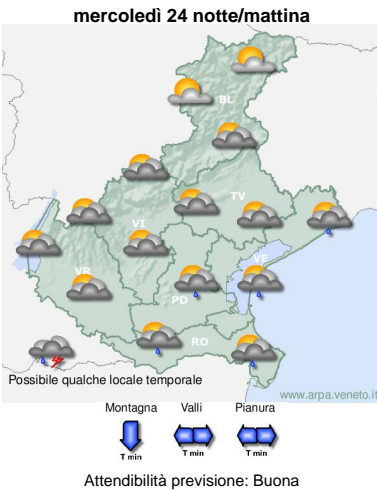 mercoledì 24 notte/mattina
BL
TV
VI
VE
VR
PD
RO
Possibile qualche locale temporale
www.arpa.veneto.it
Montagna Valli Pianura
T min T min T min
Attendibilità previsione: Buona